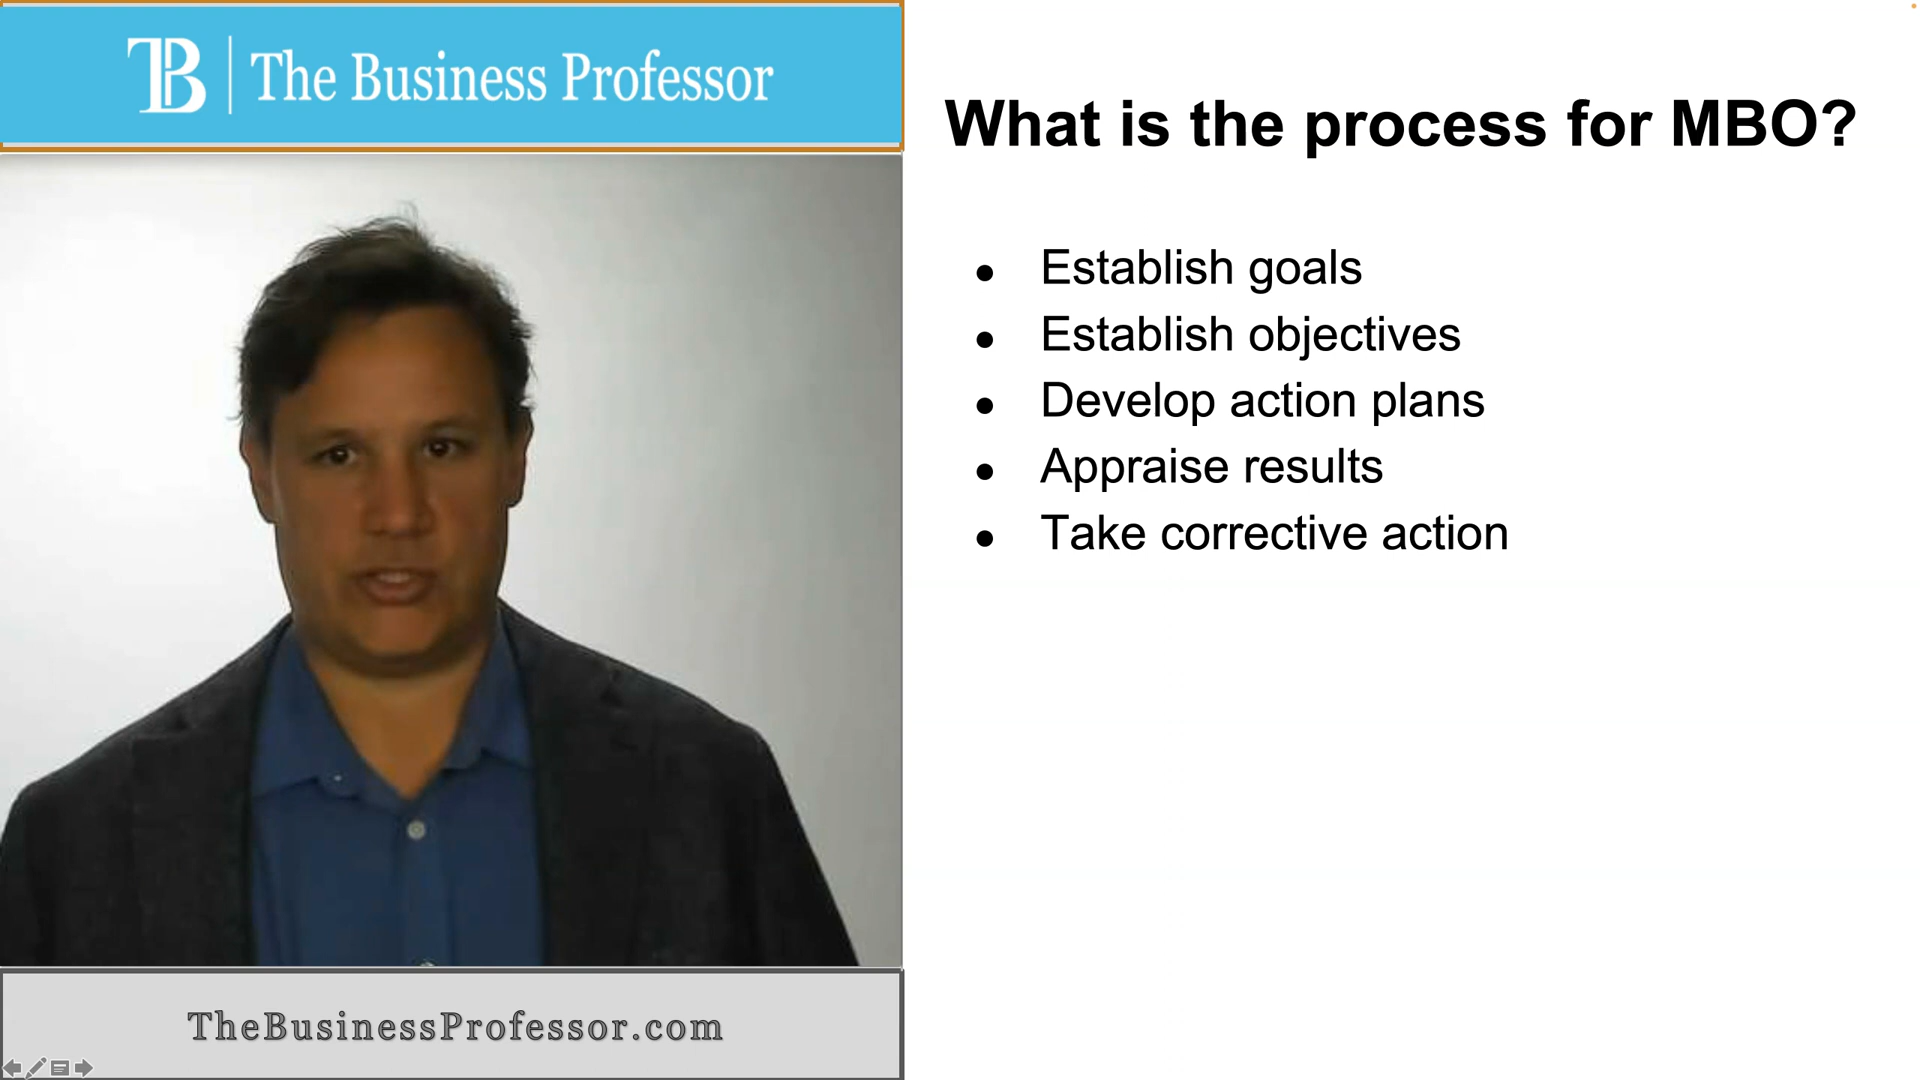 TB | The Business Professor
What is the process for MBO?
● Establish goals
● Establish objectives
● Develop action plans
● Appraise results
● Take corrective action
TheBusinessProfessor.com